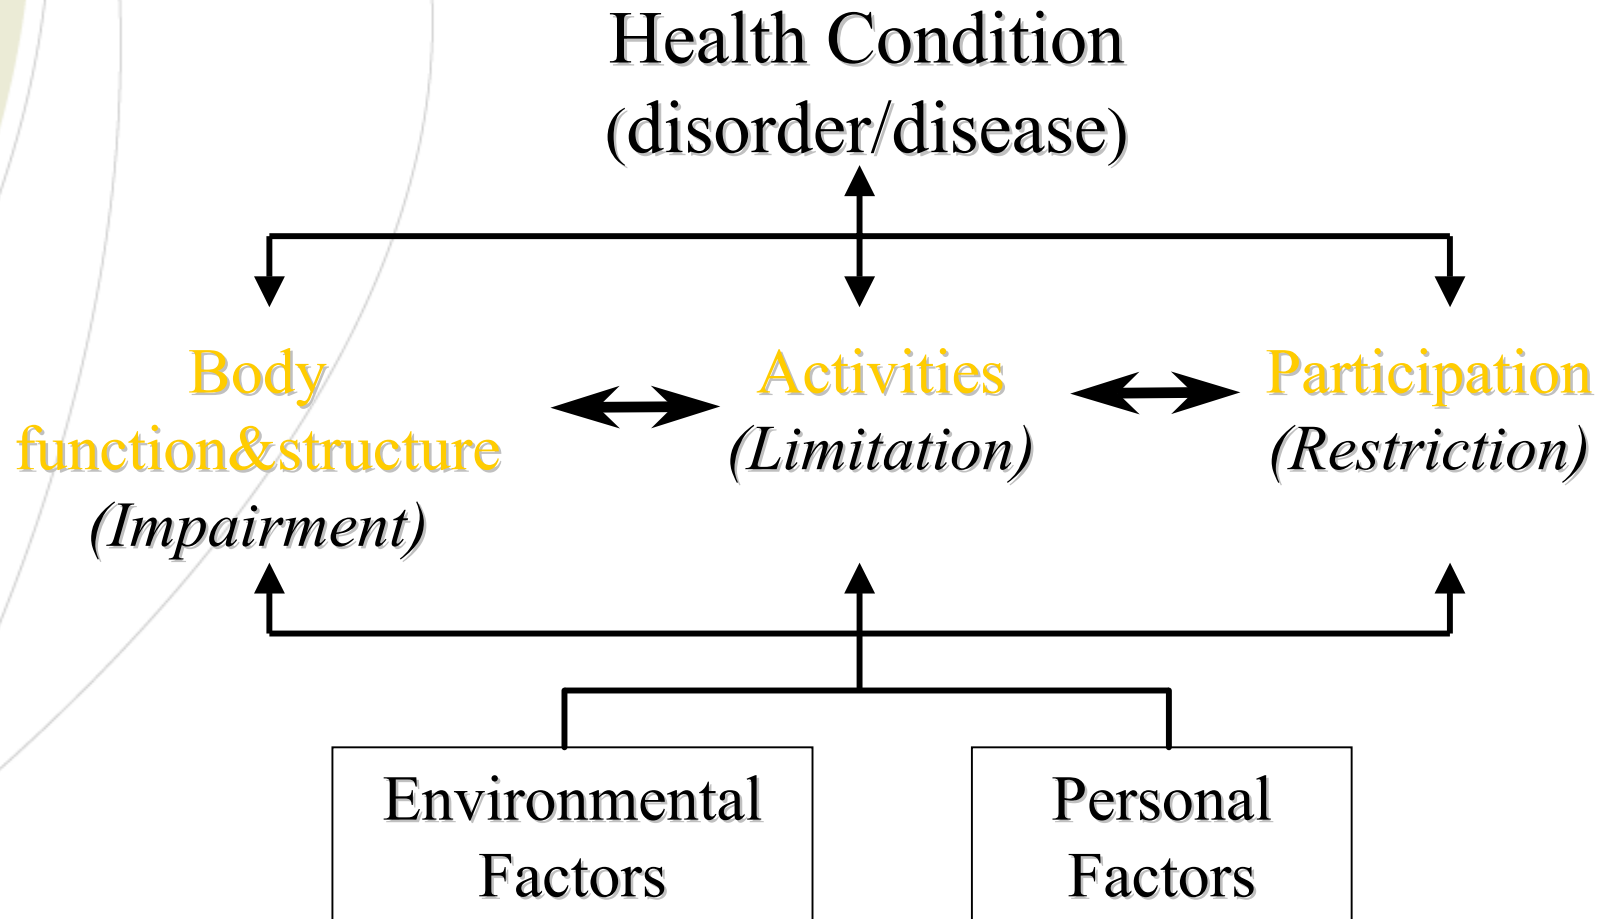 Health Condition
(disorder/disease)
Body
function&structure
(Impairment)
Activities
(Limitation)
Participation
(Restriction)
Environmental
Factors
Personal
Factors